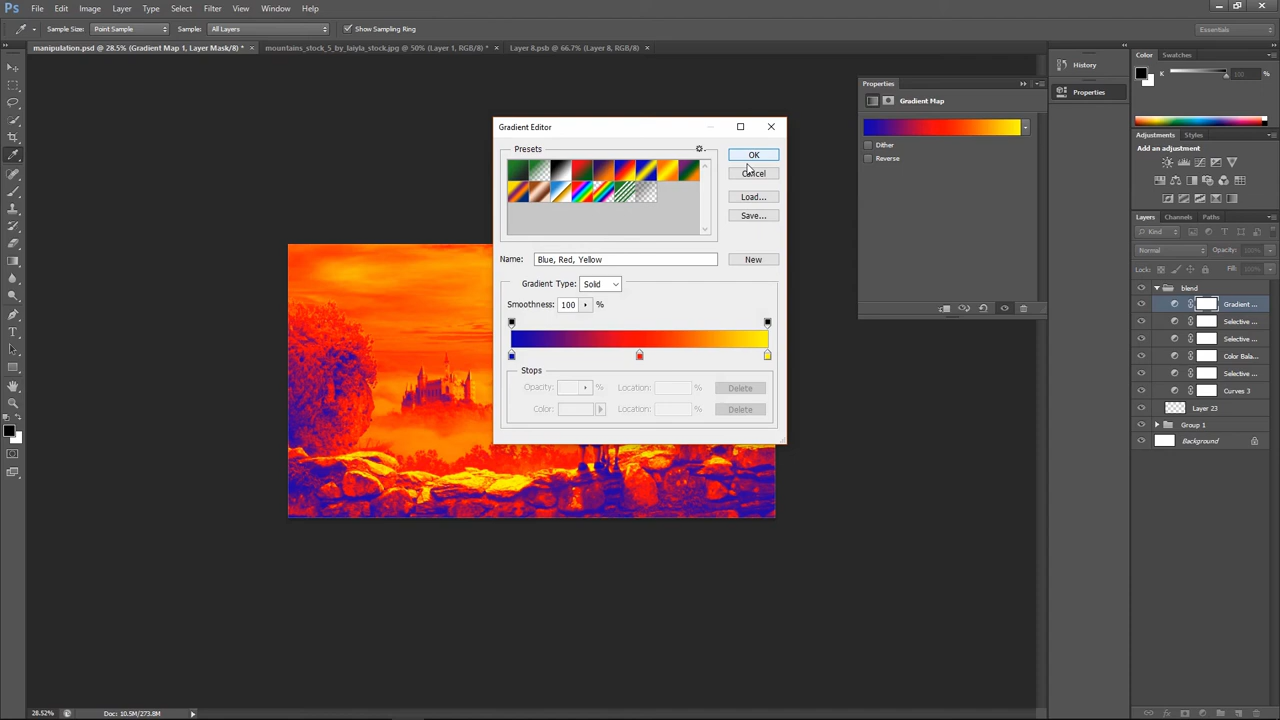 Ps File Edit Image Layer Type Select Filter View Window Help
Sample Size: Point Sample Sample: All Layers Show Sampling Ring Essentials
manipulation.psd @ 28.5% (Gradient Map 1, Layer Mask/8) * × mountains_stock_5_by_laiyla_stock.jpg @ 50% (Layer 1, RGB/8*) * × Layer 8.psb @ 66.7% (Layer 8, RGB/8*) ×
History
Properties
Color Swatches
K 100 %
Properties
Gradient Map
Dither
Reverse
Gradient Editor
Presets
OK
Cancel
Load...
Save...
Name: Blue, Red, Yellow New
Gradient Type: Solid
Smoothness: 100 %
Stops
Opacity: % Location: % Delete
Color: Location: % Delete
Adjustments Styles
Add an adjustment
Layers Channels Paths
Kind
Normal Opacity: 100%
Lock: Fill: 100%
blend
Gradient ...
Selective ...
Selective ...
Color Bala...
Selective ...
Curves 3
Layer 23
Group 1
Background
28.52% Doc: 10.5M/273.8M